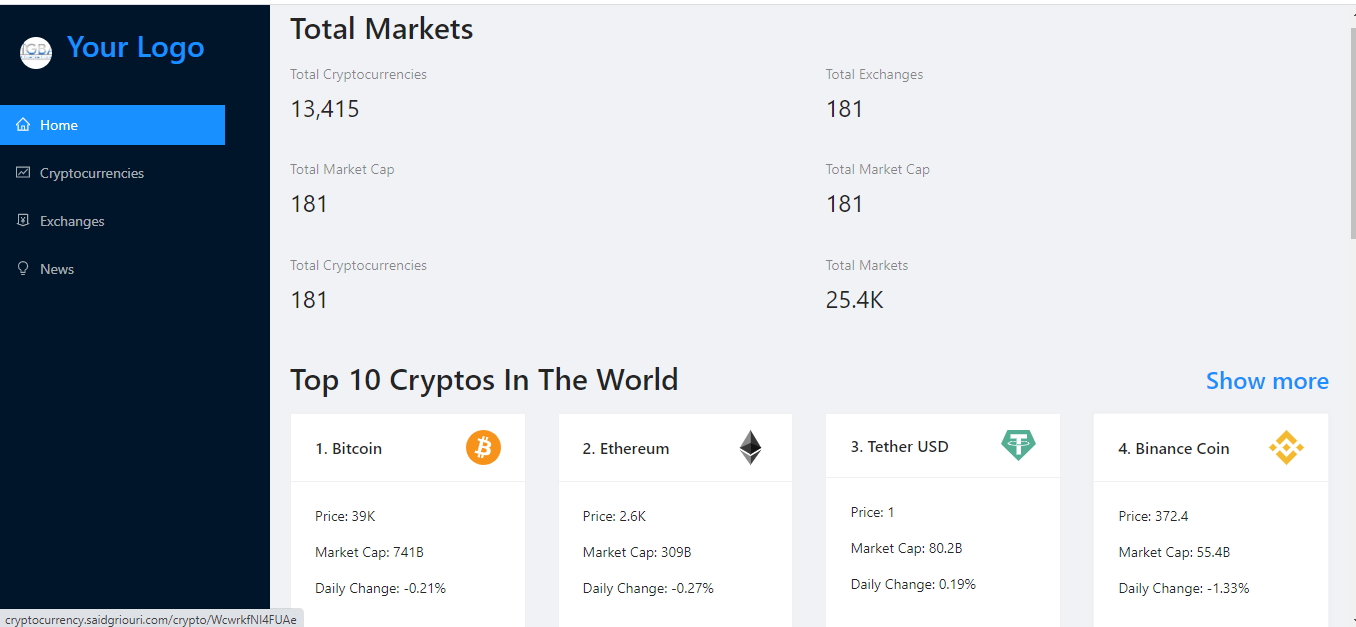 Your Logo
Home
Cryptocurrencies
Exchanges
News
Total Markets
Total Cryptocurrencies
13,415
Total Exchanges
181
Total Market Cap
181
Total Market Cap
181
Total Cryptocurrencies
181
Total Markets
25.4K
Top 10 Cryptos In The World
Show more
1. Bitcoin
Price: 39K
Market Cap: 741B
Daily Change: -0.21%
2. Ethereum
Price: 2.6K
Market Cap: 309B
Daily Change: -0.27%
3. Tether USD
Price: 1
Market Cap: 80.2B
Daily Change: 0.19%
4. Binance Coin
Price: 372.4
Market Cap: 55.4B
Daily Change: -1.33%
cryptocurrency.saidgriouri.com/crypto/WcwrkfNI4FUAe